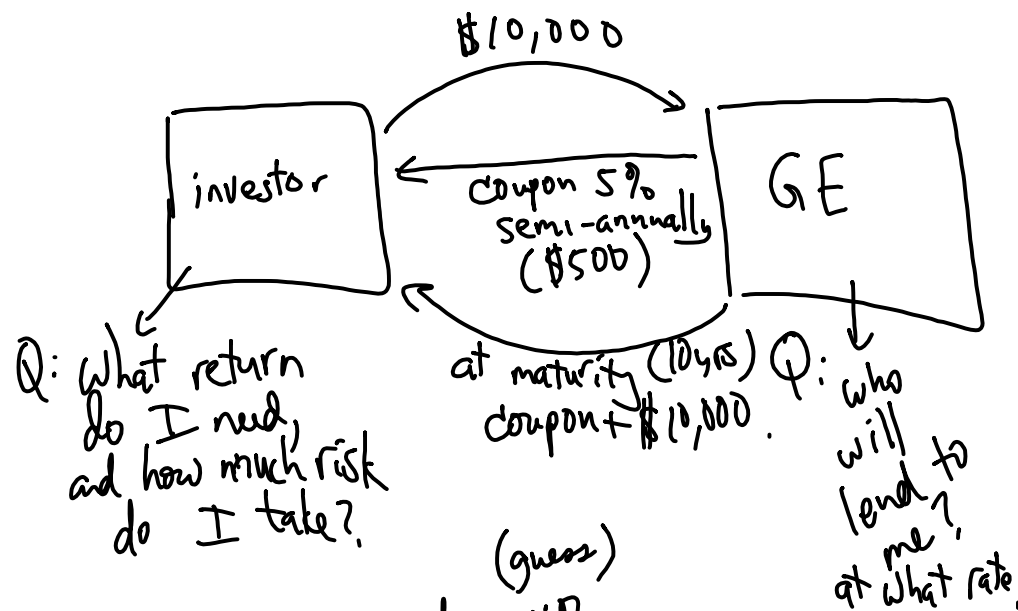 $10,000
investor
GE
coupon 5%
semi-annually
($500)
at maturity (10yrs)
coupon + $10,000.
Q: What return
do I need,
and how much risk
do I take?
Q: who
will
lend to
me?
at what rate
(guess)